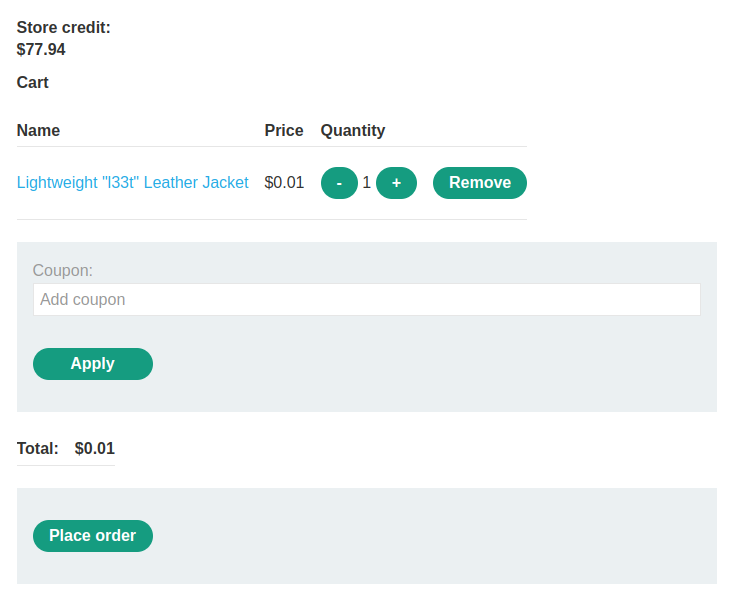 Store credit:
$77.94
Cart
Name Price Quantity
Lightweight "l33t" Leather Jacket $0.01 - 1 + Remove
Coupon:
Add coupon
Apply
Total: $0.01
Place order